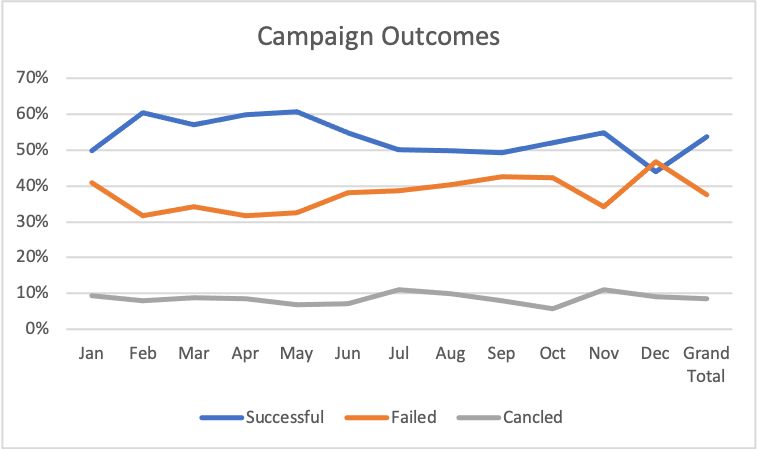 Campaign Outcomes
70%
60%
50%
40%
30%
20%
10%
0%
Jan Feb Mar Apr May Jun Jul Aug Sep Oct Nov Dec Grand
Total
Successful Failed Cancled